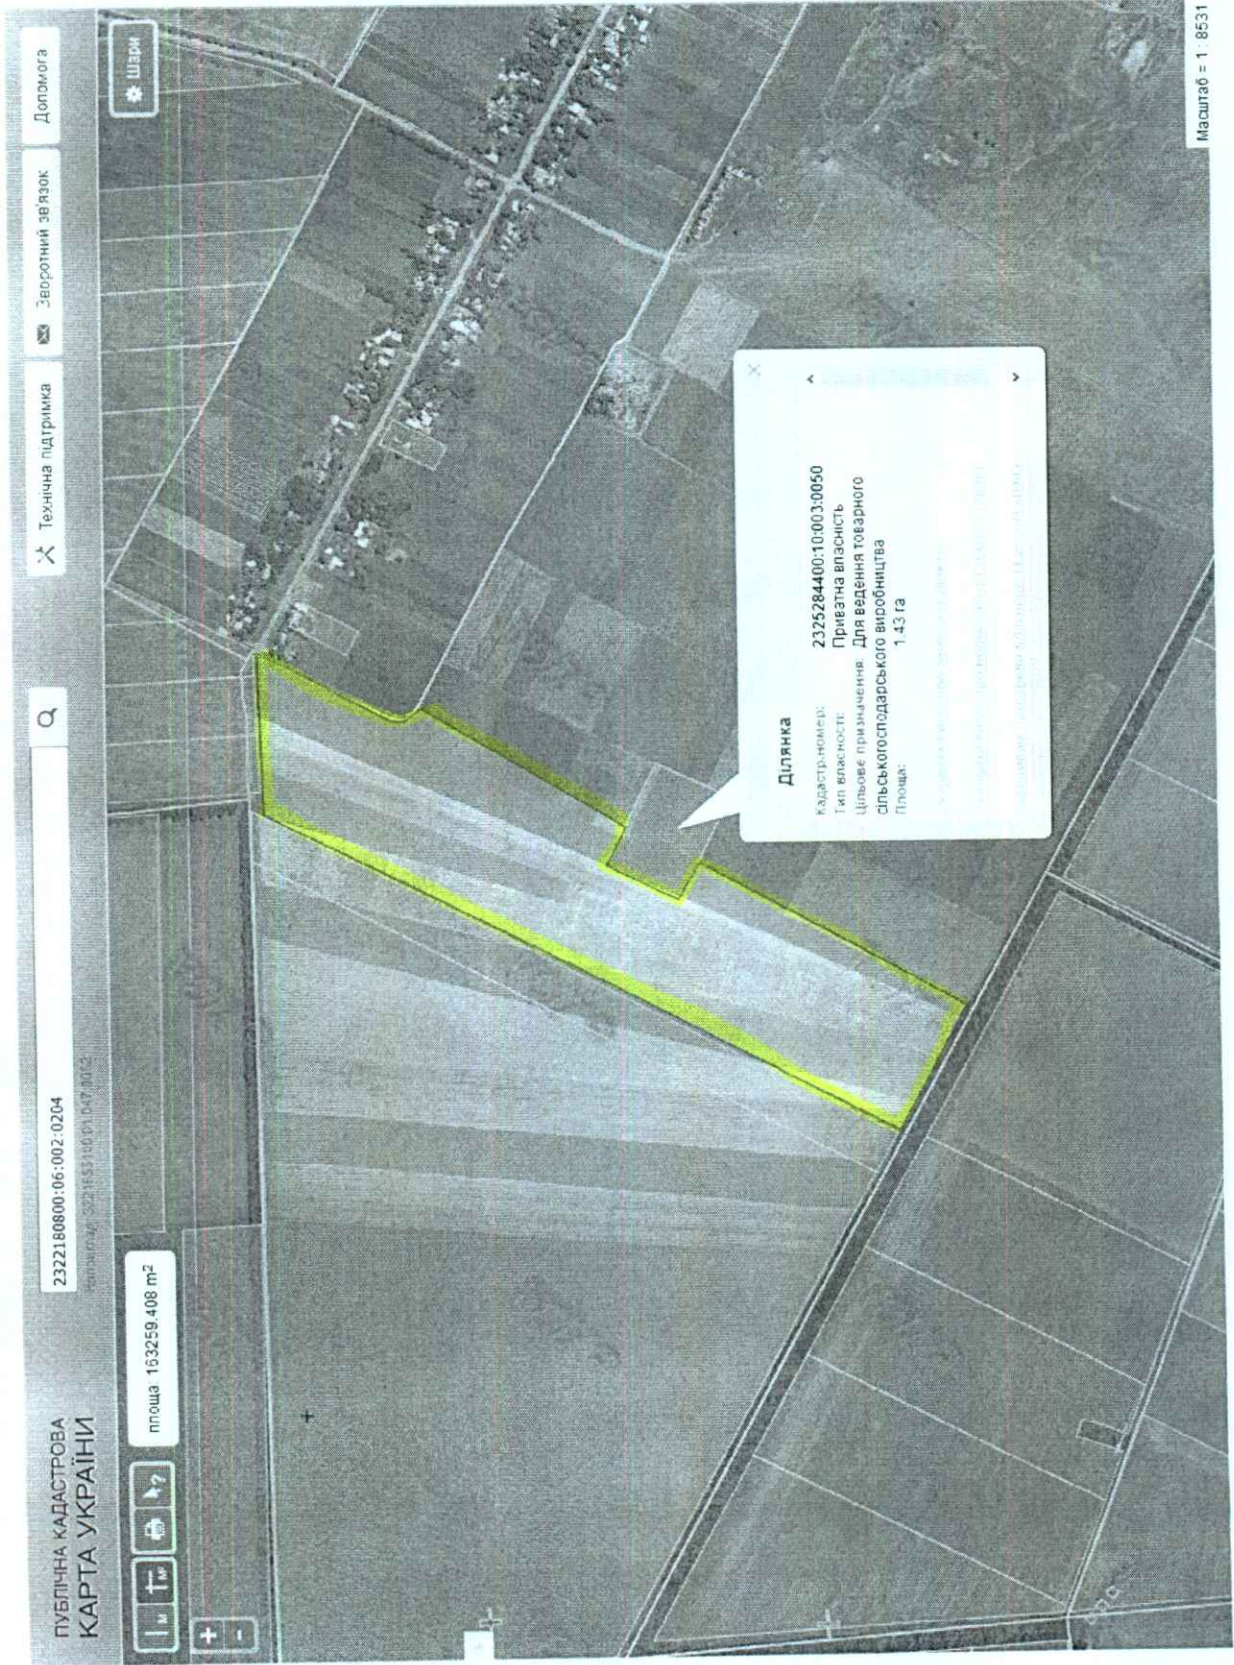 ПУБЛІЧНА КАДАСТРОВА
КАРТА УКРАЇНИ
2322180800:06:002:0204
Технічна підтримка
Зворотний зв'язок
Допомога
площа: 163259.408 m²
Шари
Ділянка
Кадастр.номер: 2325284400:10:003:0050
Тип власності: Приватна власність
Цільове призначення: Для ведення товарного
сільськогосподарського виробництва
Площа: 1.43 га
Масштаб = 1 : 8531